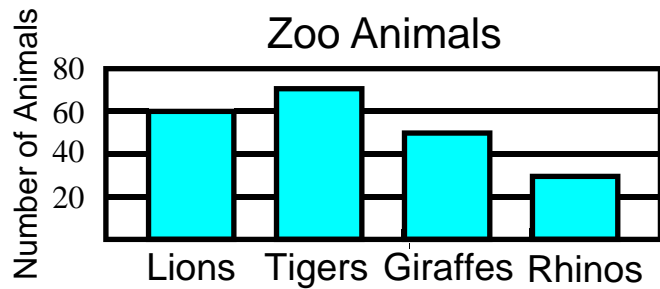 Zoo Animals
Number of Animals
80
60
40
20
Lions Tigers Giraffes Rhinos